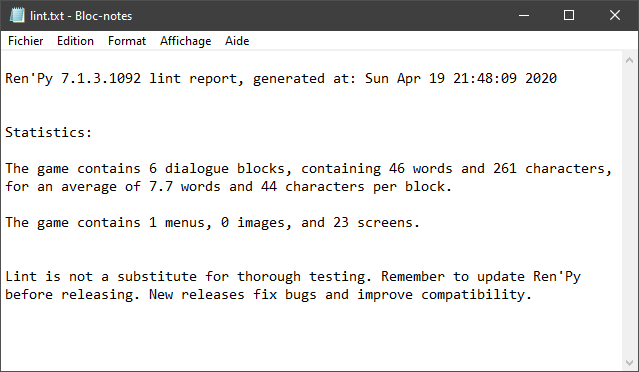 lint.txt - Bloc-notes
Fichier Edition Format Affichage Aide
Ren'Py 7.1.3.1092 lint report, generated at: Sun Apr 19 21:48:09 2020
Statistics:
The game contains 6 dialogue blocks, containing 46 words and 261 characters,
for an average of 7.7 words and 44 characters per block.
The game contains 1 menus, 0 images, and 23 screens.
Lint is not a substitute for thorough testing. Remember to update Ren'Py
before releasing. New releases fix bugs and improve compatibility.